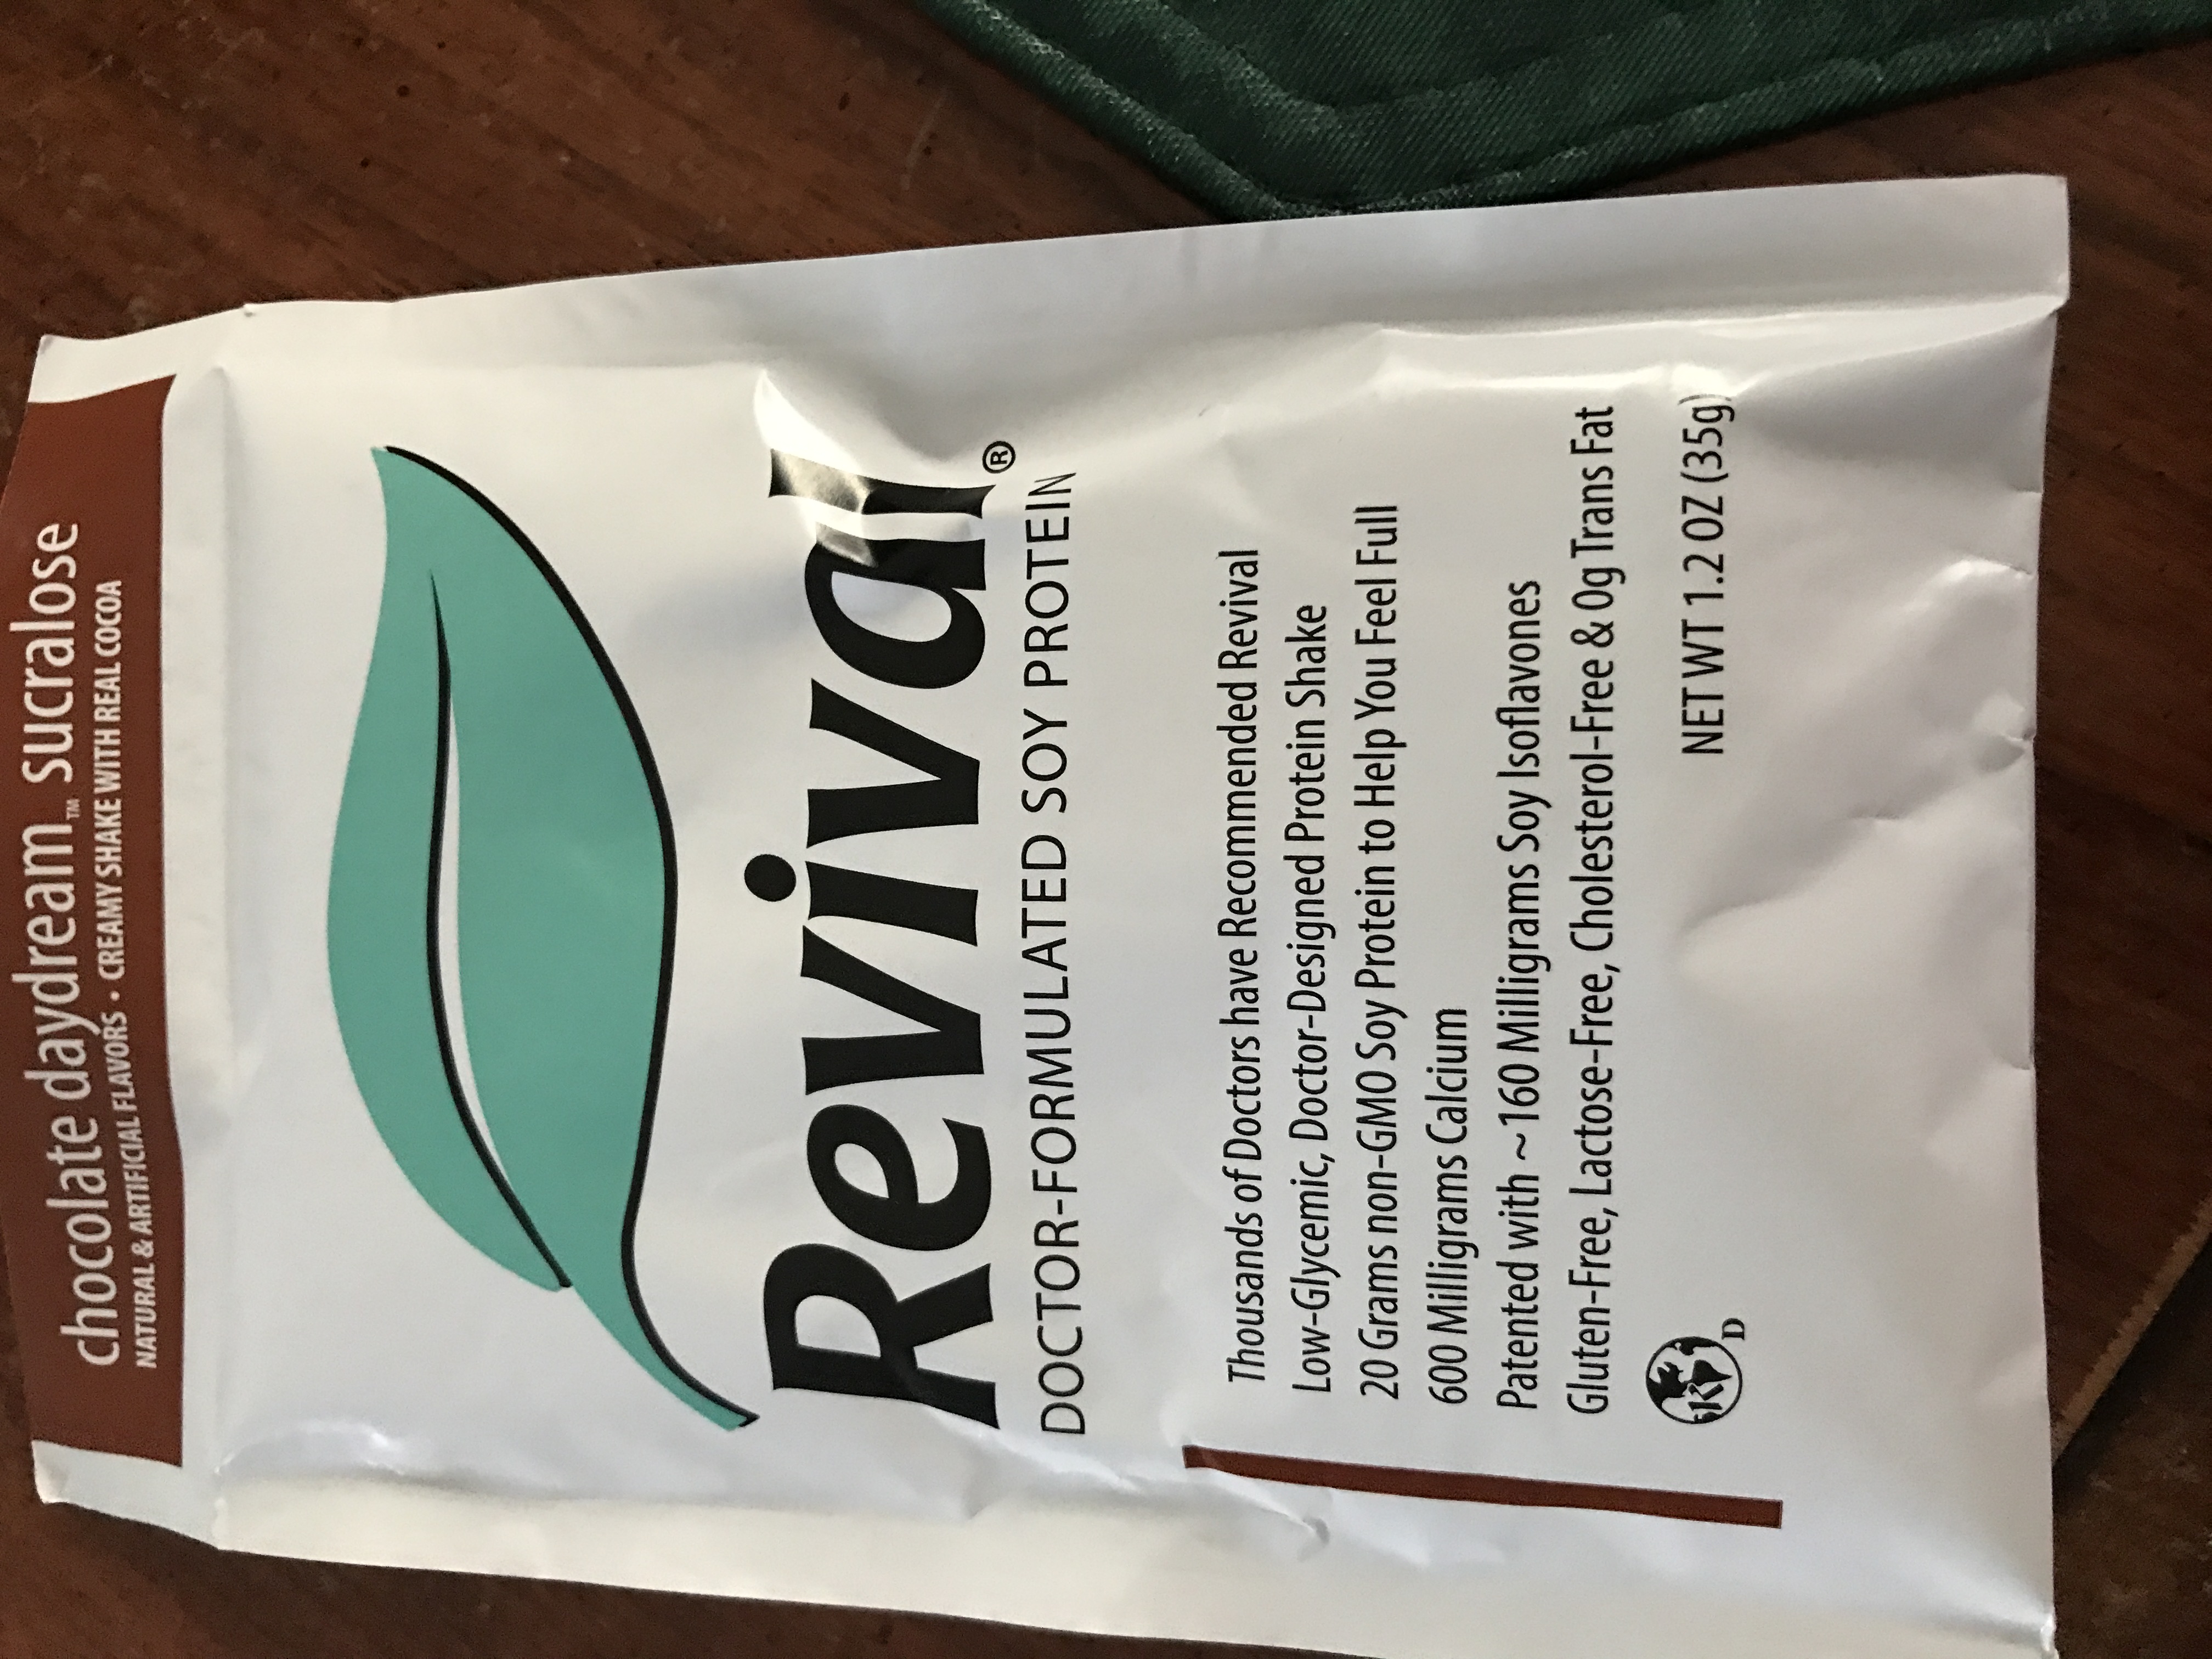 chocolate daydream™ sucralose
NATURAL & ARTIFICIAL FLAVORS • CREAMY SHAKE WITH REAL COCOA
Revival®
DOCTOR-FORMULATED SOY PROTEIN
Thousands of Doctors have Recommended Revival
Low-Glycemic, Doctor-Designed Protein Shake
20 Grams non-GMO Soy Protein to Help You Feel Full
600 Milligrams Calcium
Patented with ~160 Milligrams Soy Isoflavones
Gluten-Free, Lactose-Free, Cholesterol-Free & 0g Trans Fat
K D
NET WT 1.2 OZ (35g)